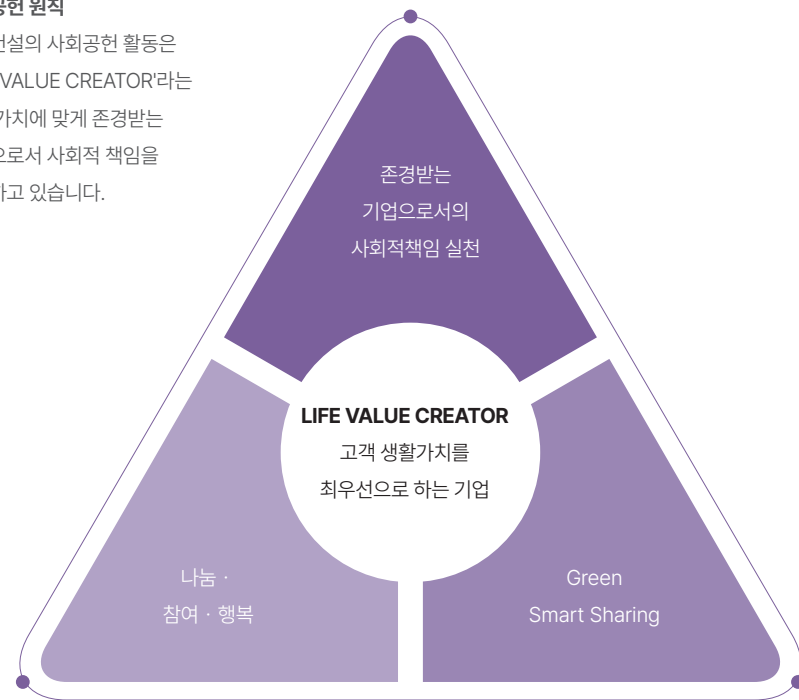 공헌 원칙
건설의 사회공헌 활동은
VALUE CREATOR'라는
가치에 맞게 존경받는
으로서 사회적 책임을
하고 있습니다.
존경받는
기업으로서의
사회적책임 실천
LIFE VALUE CREATOR
고객 생활가치를
최우선으로 하는 기업
나눔 ·
참여 · 행복
Green
Smart Sharing